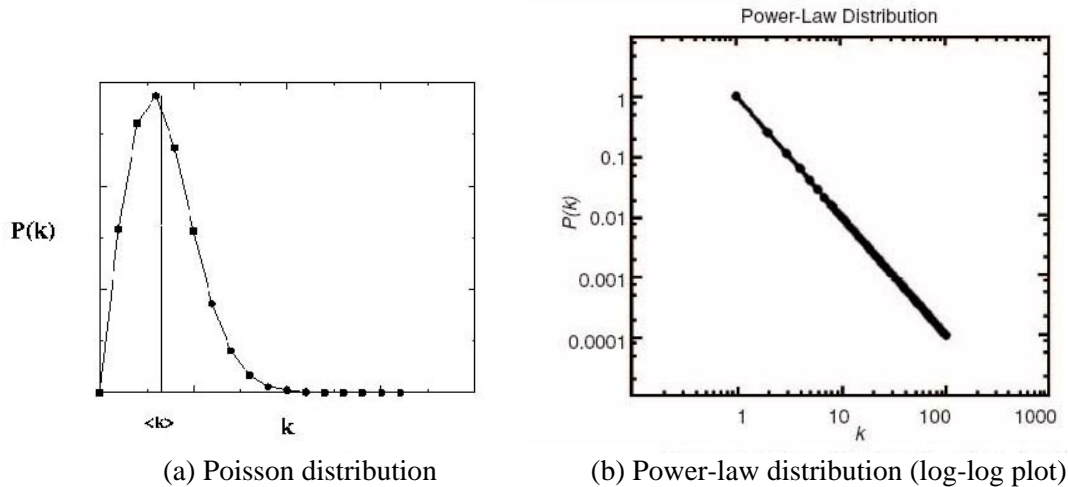 P(k)
<k>
k
(a) Poisson distribution
Power-Law Distribution
1
0.1
0.01
0.001
0.0001
P(k)
1 10 100 1000
k
(b) Power-law distribution (log-log plot)